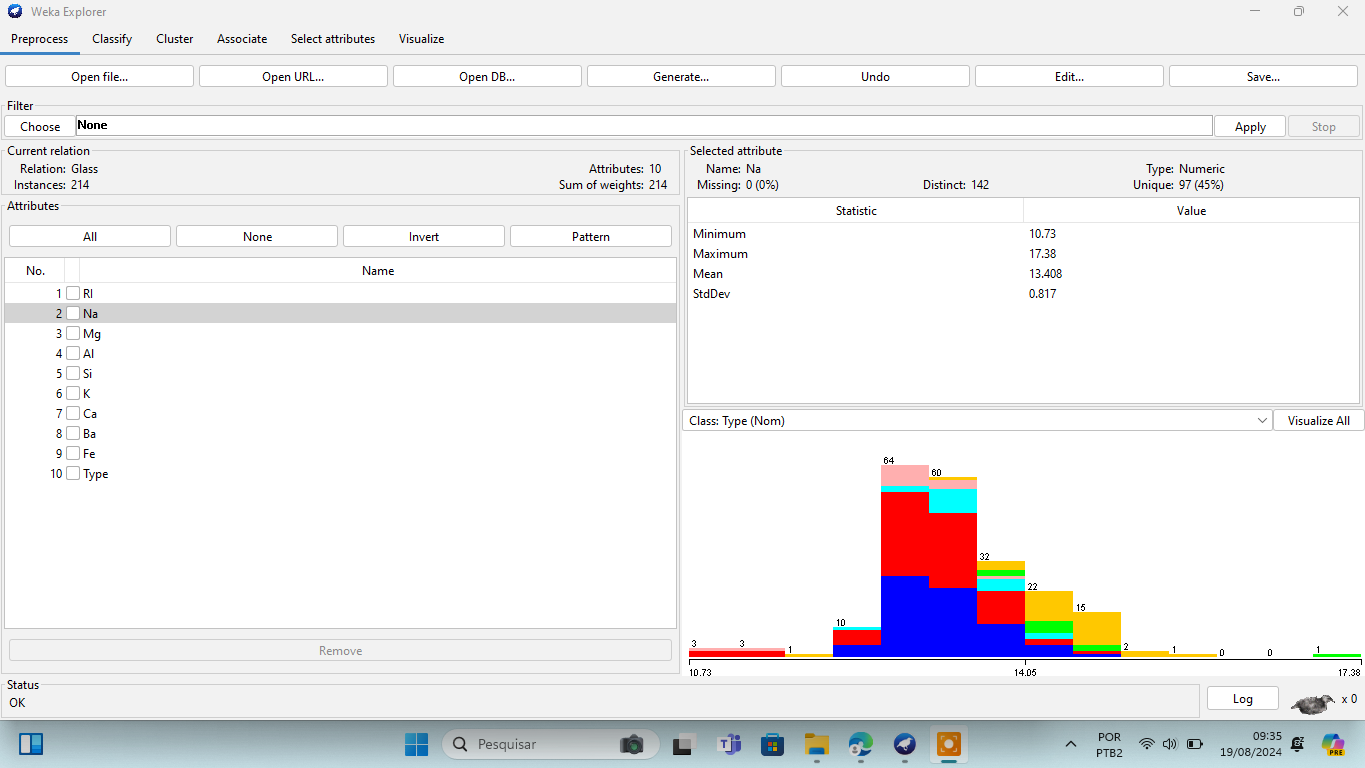 Weka Explorer
Preprocess Classify Cluster Associate Select attributes Visualize
Open file... Open URL... Open DB... Generate... Undo Edit... Save...
Filter
Choose None Apply Stop
Current relation
Relation: Glass Attributes: 10
Instances: 214 Sum of weights: 214
Attributes
All None Invert Pattern
No. Name
1 RI
2 Na
3 Mg
4 Al
5 Si
6 K
7 Ca
8 Ba
9 Fe
10 Type
Remove
Selected attribute
Name: Na Type: Numeric
Missing: 0 (0%) Distinct: 142 Unique: 97 (45%)
Statistic Value
Minimum 10.73
Maximum 17.38
Mean 13.408
StdDev 0.817
Class: Type (Nom) Visualize All
3 3 1 10 64 60 32 22 15 2 1 0 0 1
10.73 14.05 17.38
Status
OK
Log x 0
Pesquisar
POR
PTB2
09:35
19/08/2024
PRE